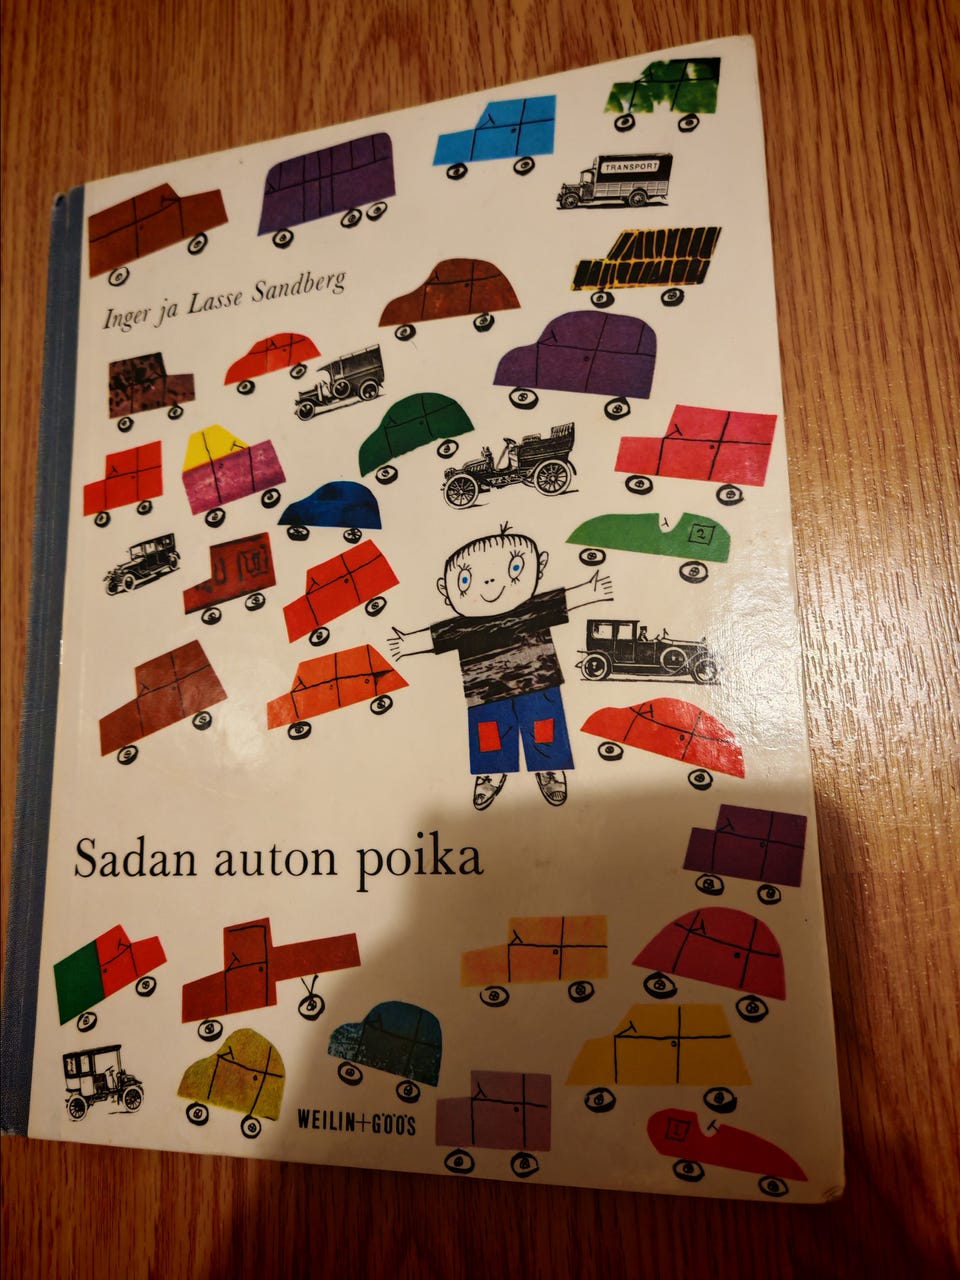 TRANSPORT
Inger ja Lasse Sandberg
2
Sadan auton poika
WEILIN+GÖÖS
1